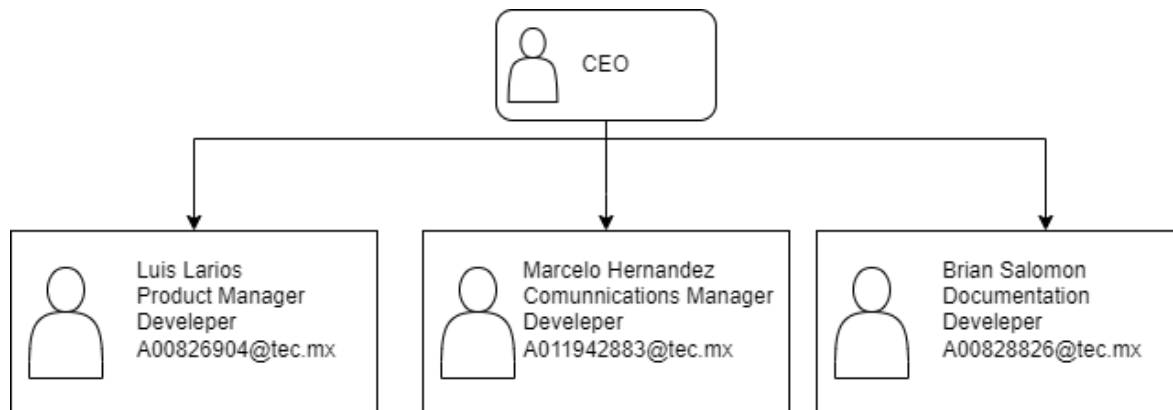 CEO
Luis Larios
Product Manager
Develeper
A00826904@tec.mx
Marcelo Hernandez
Comunnications Manager
Develeper
A011942883@tec.mx
Brian Salomon
Documentation
Develeper
A00828826@tec.mx